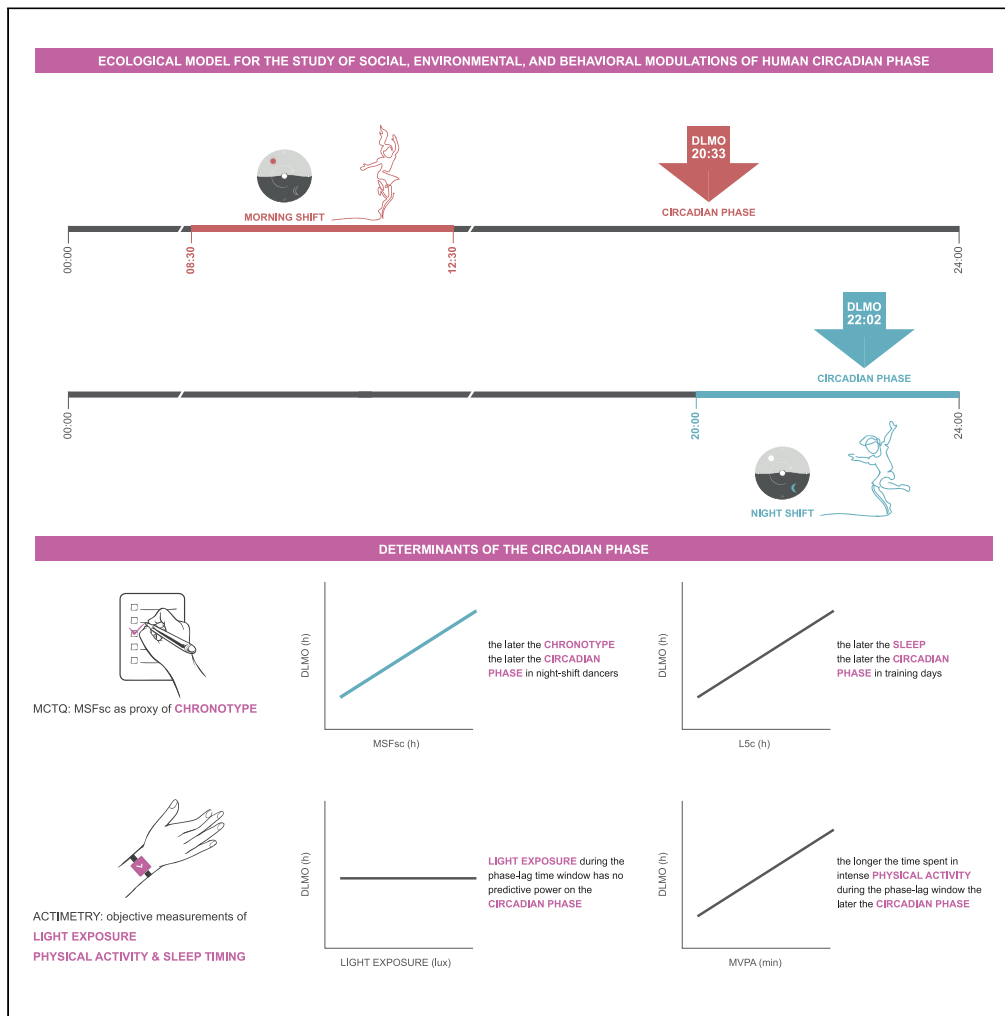 ECOLOGICAL MODEL FOR THE STUDY OF SOCIAL, ENVIRONMENTAL, AND BEHAVIORAL MODULATIONS OF HUMAN CIRCADIAN PHASE
DLMO
20:33
MORNING SHIFT
CIRCADIAN PHASE
00:00
08:30
12:30
24:00
DLMO
22:02
CIRCADIAN PHASE
00:00
20:00
24:00
NIGHT SHIFT
DETERMINANTS OF THE CIRCADIAN PHASE
MCTQ: MSFsc as proxy of CHRONOTYPE
DLMO (h)
MSFsc (h)
the later the CHRONOTYPE
the later the CIRCADIAN
PHASE in night-shift dancers
DLMO (h)
L5c (h)
the later the SLEEP
the later the CIRCADIAN
PHASE in training days
ACTIMETRY: objective measurements of
LIGHT EXPOSURE
PHYSICAL ACTIVITY & SLEEP TIMING
DLMO (h)
LIGHT EXPOSURE (lux)
LIGHT EXPOSURE during the
phase-lag time window has no
predictive power on the
CIRCADIAN PHASE
DLMO (h)
MVPA (min)
the longer the time spent in
intense PHYSICAL ACTIVITY
during the phase-lag window the
later the CIRCADIAN PHASE